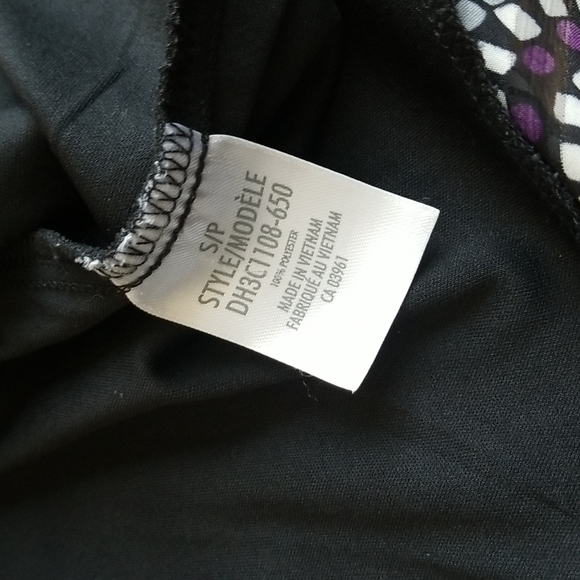 S/P
STYLE/MODÈLE
DH3C1108-650
100% POLYESTER
MADE IN VIETNAM
FABRIQUÉ AU VIETNAM
CA 03961